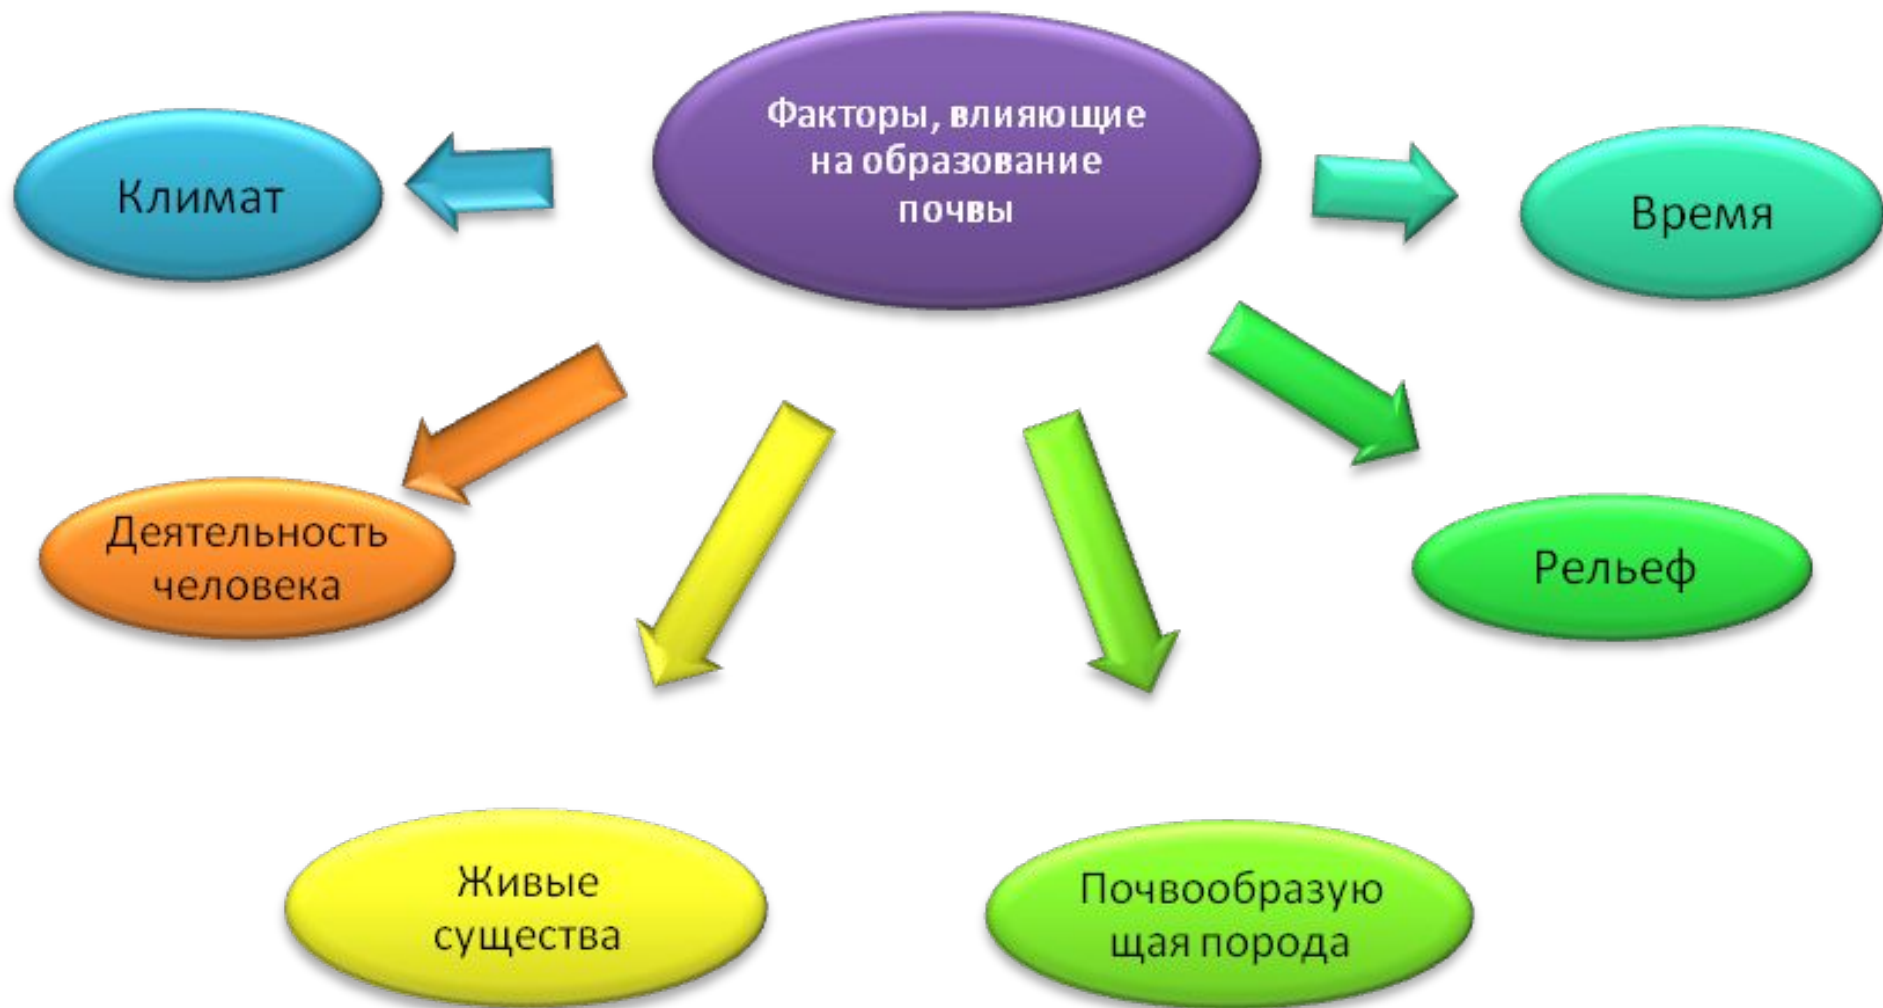 Факторы, влияющие
на образование
почвы
Климат
Время
Деятельность
человека
Рельеф
Живые
существа
Почвообразую
щая порода